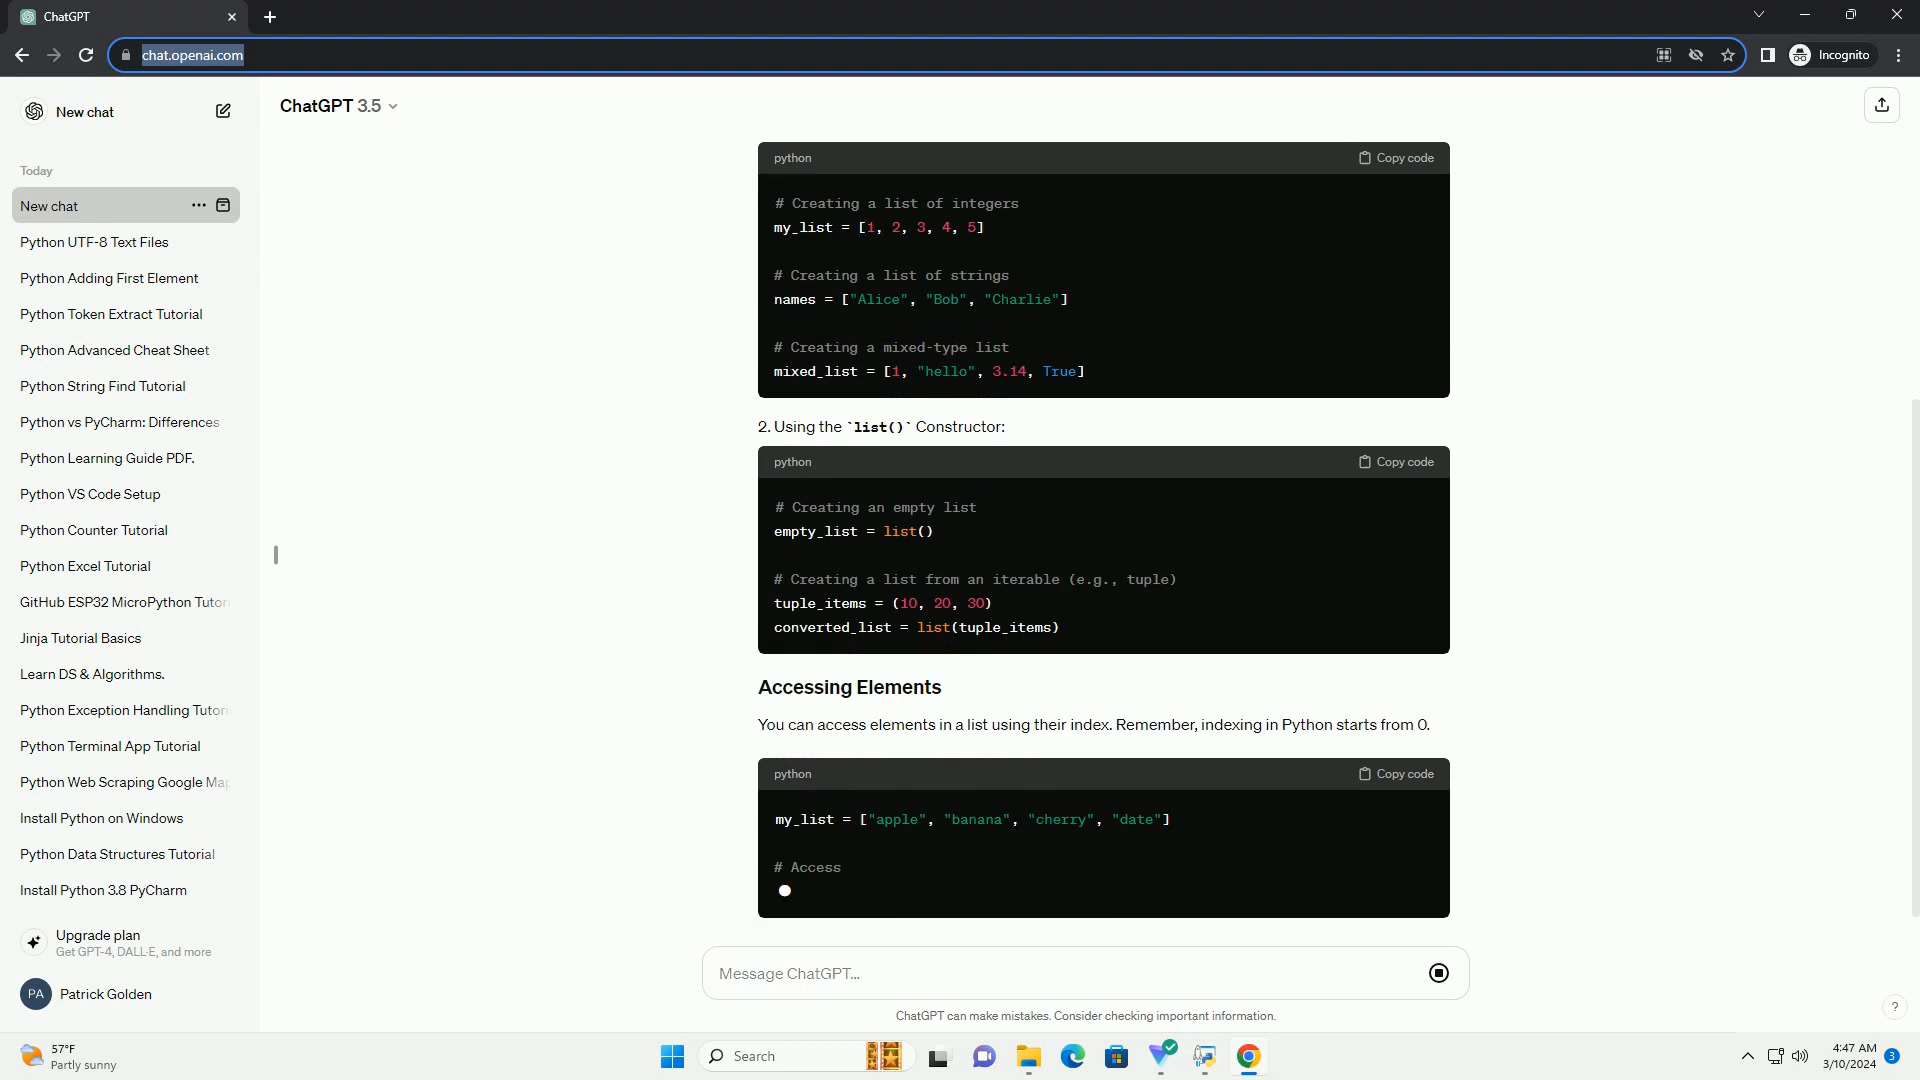 ChatGPT
chat.openai.com
Incognito
New chat
ChatGPT 3.5
Today
New chat
Python UTF-8 Text Files
Python Adding First Element
Python Token Extract Tutorial
Python Advanced Cheat Sheet
Python String Find Tutorial
Python vs PyCharm: Differences
Python Learning Guide PDF.
Python VS Code Setup
Python Counter Tutorial
Python Excel Tutorial
GitHub ESP32 MicroPython Tutor
Jinja Tutorial Basics
Learn DS & Algorithms.
Python Exception Handling Tutori
Python Terminal App Tutorial
Python Web Scraping Google Map
Install Python on Windows
Python Data Structures Tutorial
Install Python 3.8 PyCharm
Upgrade plan
Get GPT-4, DALL·E, and more
PA Patrick Golden
python Copy code
# Creating a list of integers
my_list = [1, 2, 3, 4, 5]
# Creating a list of strings
names = ["Alice", "Bob", "Charlie"]
# Creating a mixed-type list
mixed_list = [1, "hello", 3.14, True]
2. Using the `list()` Constructor:
python Copy code
# Creating an empty list
empty_list = list()
# Creating a list from an iterable (e.g., tuple)
tuple_items = (10, 20, 30)
converted_list = list(tuple_items)
Accessing Elements
You can access elements in a list using their index. Remember, indexing in Python starts from 0.
python Copy code
my_list = ["apple", "banana", "cherry", "date"]
# Access
Message ChatGPT...
ChatGPT can make mistakes. Consider checking important information.
?
57°F
Partly sunny
Search
4:47 AM
3/10/2024
3